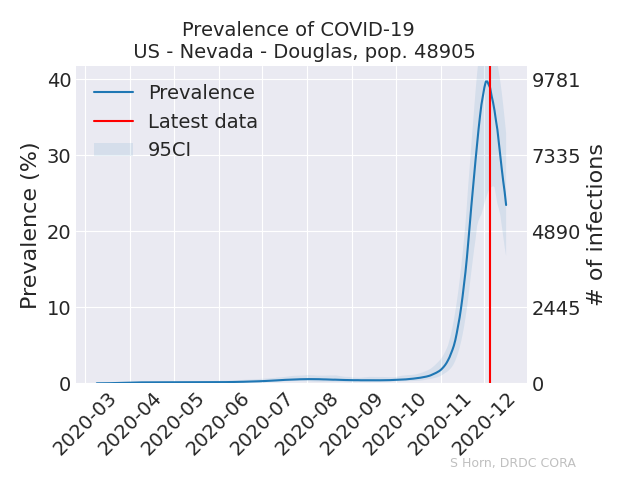 Prevalence of COVID-19
US - Nevada - Douglas, pop. 48905
Prevalence
Latest data
95CI
Prevalence (%)
40
30
20
10
0
# of infections
9781
7335
4890
2445
0
2020-03
2020-04
2020-05
2020-06
2020-07
2020-08
2020-09
2020-10
2020-11
2020-12
S Horn, DRDC CORA